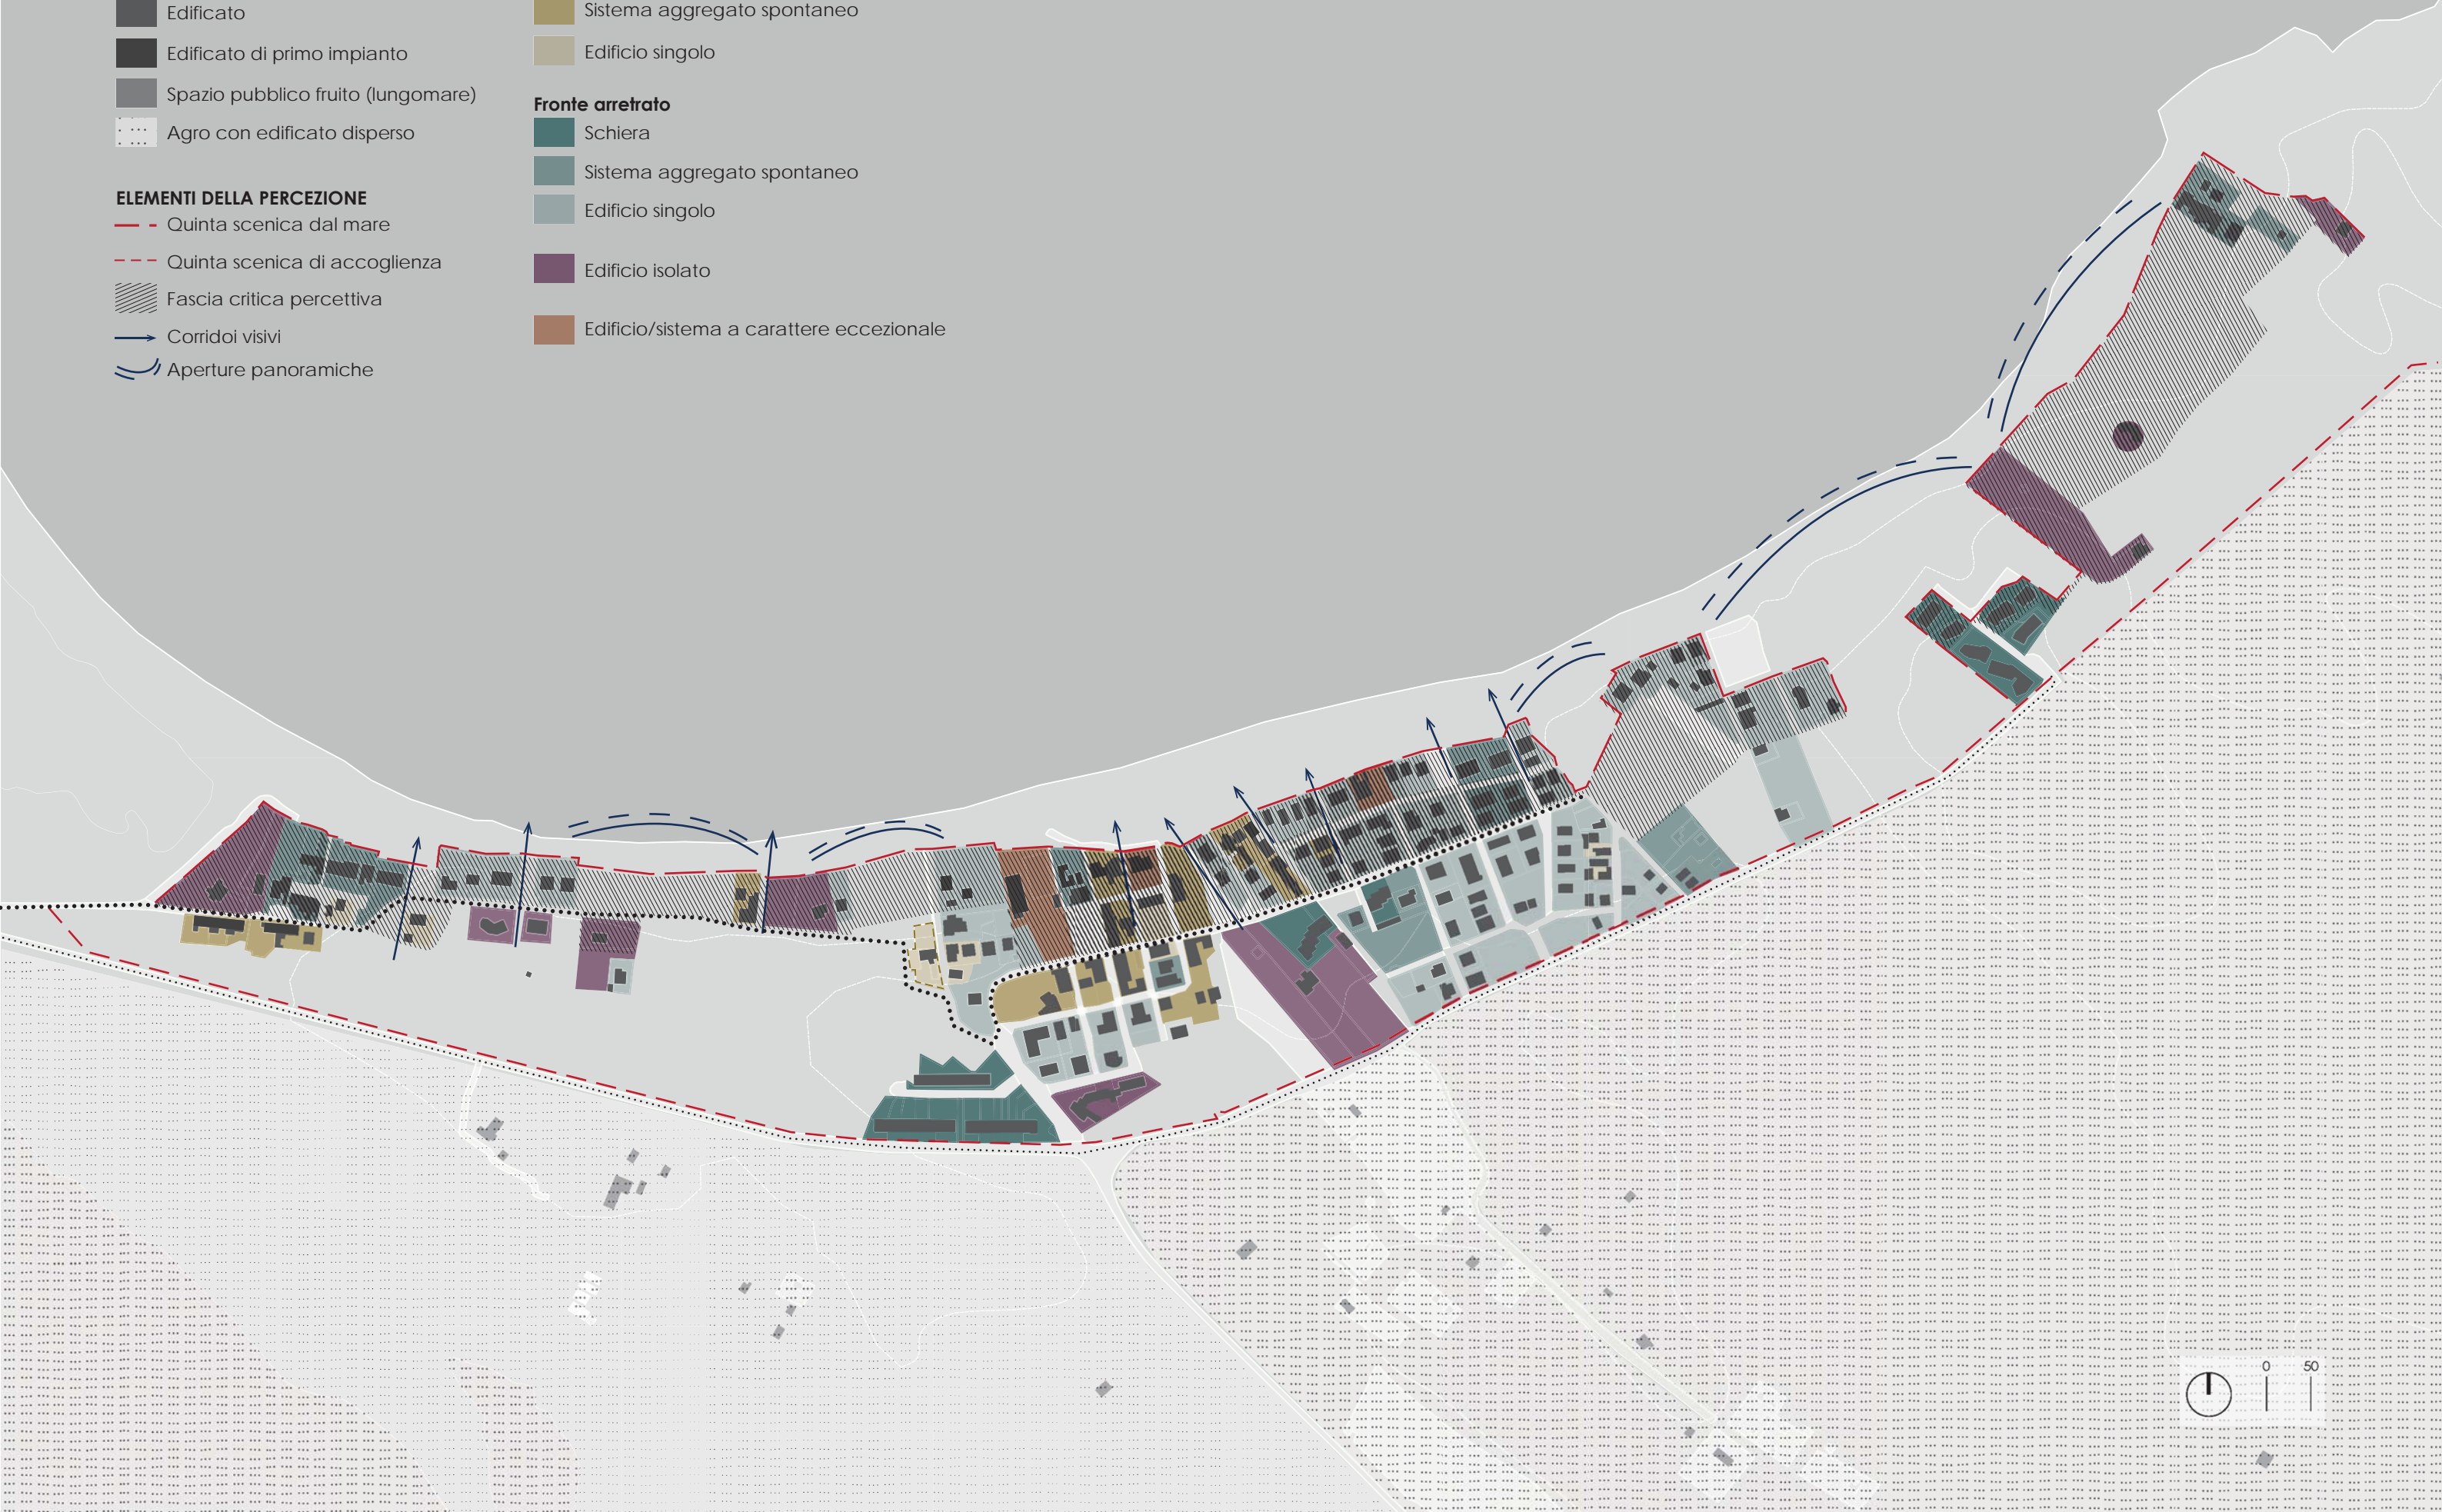 Edificato
Edificato di primo impianto
Spazio pubblico fruito (lungomare)
Agro con edificato disperso
ELEMENTI DELLA PERCEZIONE
Quinta scenica dal mare
Quinta scenica di accoglienza
Fascia critica percettiva
Corridoi visivi
Aperture panoramiche
Sistema aggregato spontaneo
Edificio singolo
Fronte arretrato
Schiera
Sistema aggregato spontaneo
Edificio singolo
Edificio isolato
Edificio/sistema a carattere eccezionale
0 50